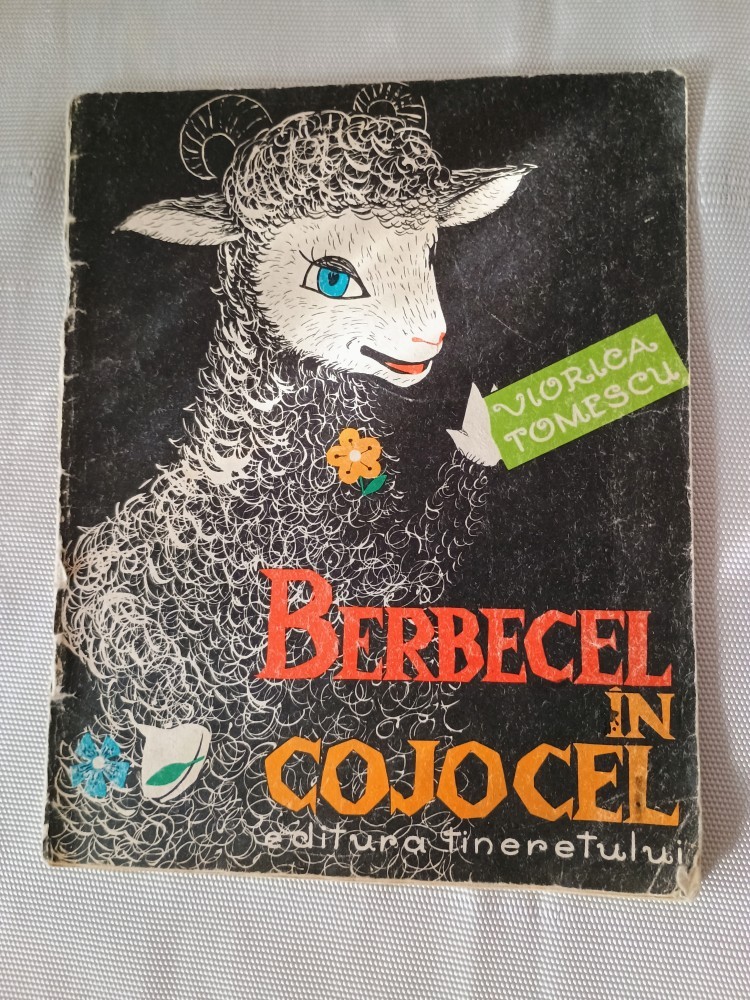 VIORICA
TOMESCU
BERBECEL
ÎN
COJOCEL
editura tineretului